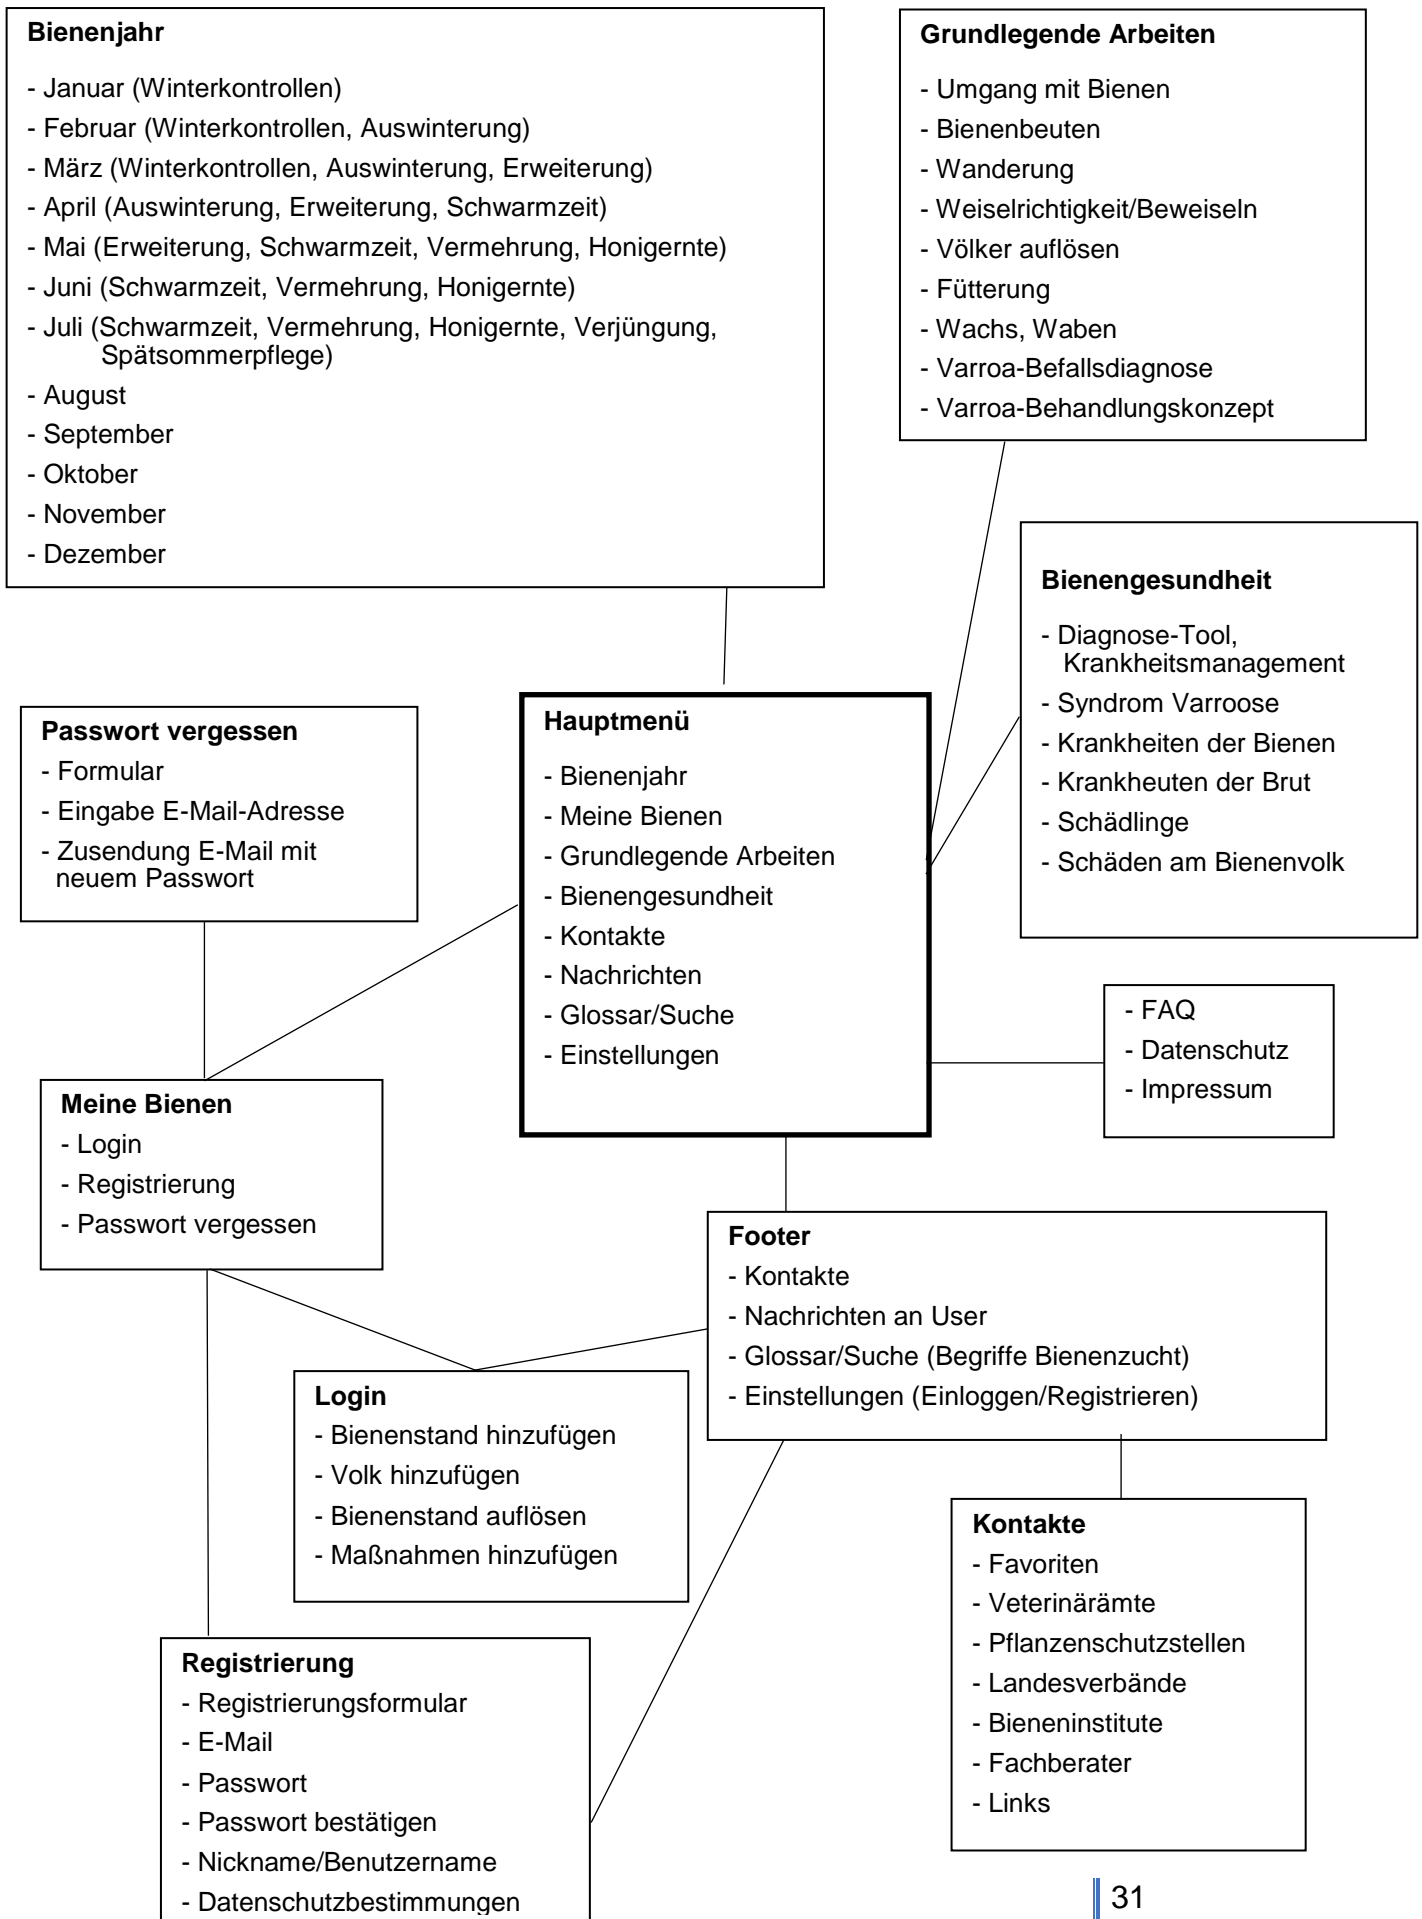 Bienenjahr
- Januar (Winterkontrollen)
- Februar (Winterkontrollen, Auswinterung)
- März (Winterkontrollen, Auswinterung, Erweiterung)
- April (Auswinterung, Erweiterung, Schwarmzeit)
- Mai (Erweiterung, Schwarmzeit, Vermehrung, Honigernte)
- Juni (Schwarmzeit, Vermehrung, Honigernte)
- Juli (Schwarmzeit, Vermehrung, Honigernte, Verjüngung,
Spätsommerpflege)
- August
- September
- Oktober
- November
- Dezember
Grundlegende Arbeiten
- Umgang mit Bienen
- Bienenbeuten
- Wanderung
- Weiselrichtigkeit/Beweiseln
- Völker auflösen
- Fütterung
- Wachs, Waben
- Varroa-Befallsdiagnose
- Varroa-Behandlungskonzept
Bienengesundheit
- Diagnose-Tool,
Krankheitsmanagement
- Syndrom Varroose
- Krankheiten der Bienen
- Krankheuten der Brut
- Schädlinge
- Schäden am Bienenvolk
Passwort vergessen
- Formular
- Eingabe E-Mail-Adresse
- Zusendung E-Mail mit
neuem Passwort
Hauptmenü
- Bienenjahr
- Meine Bienen
- Grundlegende Arbeiten
- Bienengesundheit
- Kontakte
- Nachrichten
- Glossar/Suche
- Einstellungen
- FAQ
- Datenschutz
- Impressum
Meine Bienen
- Login
- Registrierung
- Passwort vergessen
Footer
- Kontakte
- Nachrichten an User
- Glossar/Suche (Begriffe Bienenzucht)
- Einstellungen (Einloggen/Registrieren)
Login
- Bienenstand hinzufügen
- Volk hinzufügen
- Bienenstand auflösen
- Maßnahmen hinzufügen
Kontakte
- Favoriten
- Veterinärämte
- Pflanzenschutzstellen
- Landesverbände
- Bieneninstitute
- Fachberater
- Links
Registrierung
- Registrierungsformular
- E-Mail
- Passwort
- Passwort bestätigen
- Nickname/Benutzername
- Datenschutzbestimmungen
31